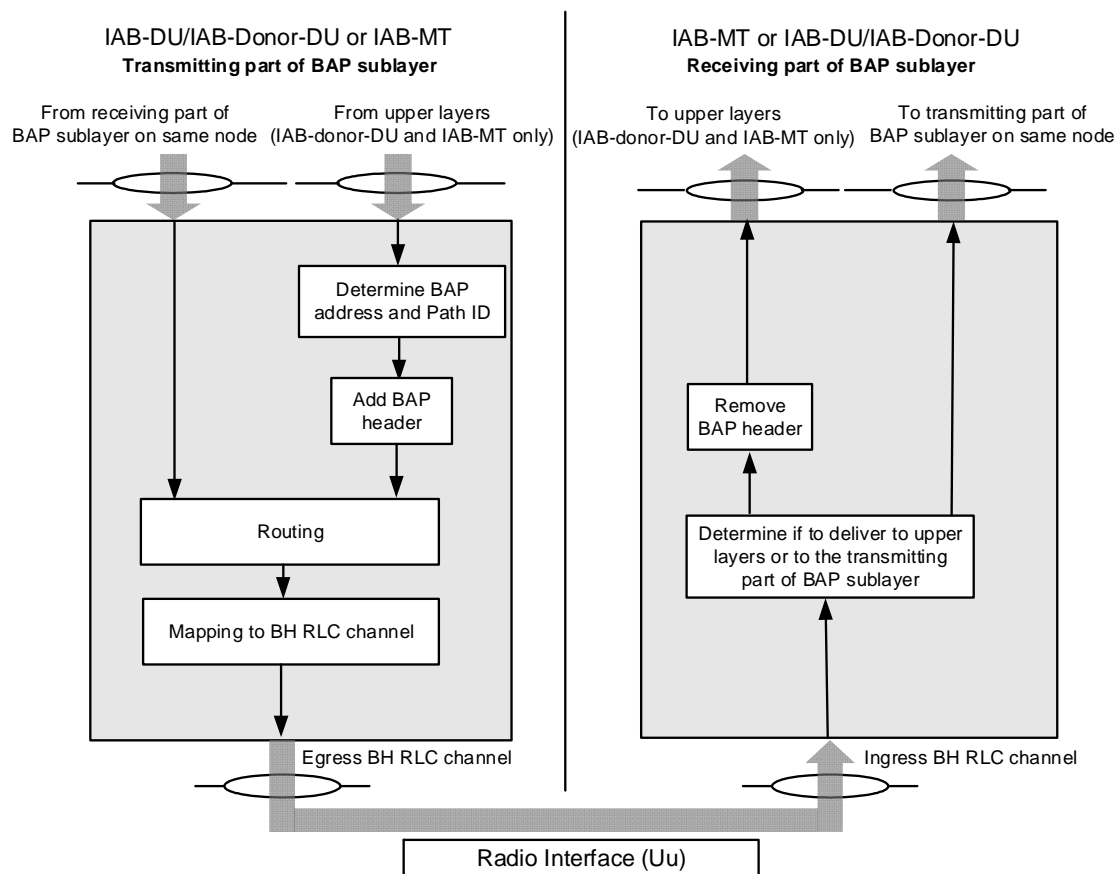 IAB-DU/IAB-Donor-DU or IAB-MT
Transmitting part of BAP sublayer
From receiving part of
BAP sublayer on same node
From upper layers
(IAB-donor-DU and IAB-MT only)
Determine BAP
address and Path ID
Add BAP
header
Routing
Mapping to BH RLC channel
Egress BH RLC channel
IAB-MT or IAB-DU/IAB-Donor-DU
Receiving part of BAP sublayer
To upper layers
(IAB-donor-DU and IAB-MT only)
To transmitting part of
BAP sublayer on same node
Remove
BAP header
Determine if to deliver to upper
layers or to the transmitting
part of BAP sublayer
Ingress BH RLC channel
Radio Interface (Uu)